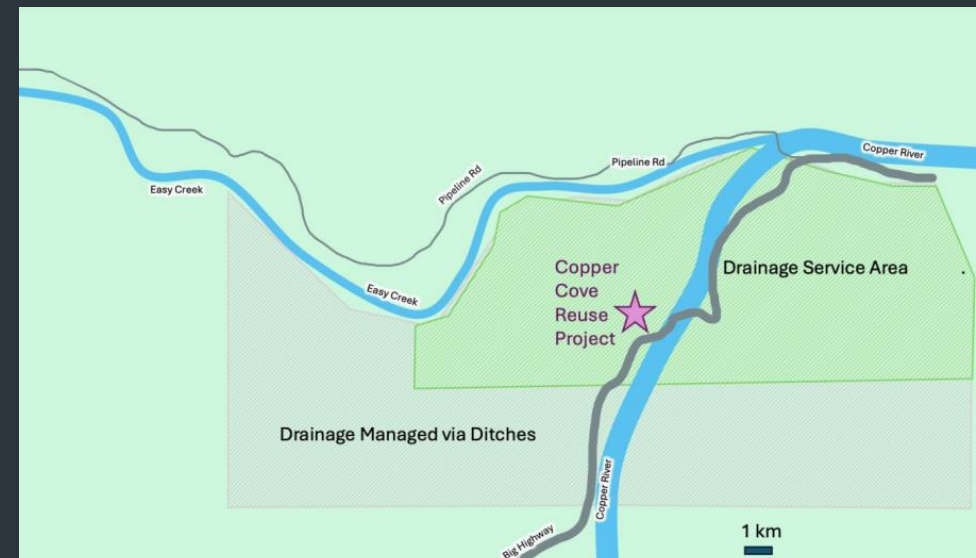 Copper River
Pipeline Rd
Pipeline Rd
Easy Creek
Copper
Cove
Reuse
Project
Drainage Service Area .
Easy Creek
Drainage Managed via Ditches
Copper River
Big Highway
1 km